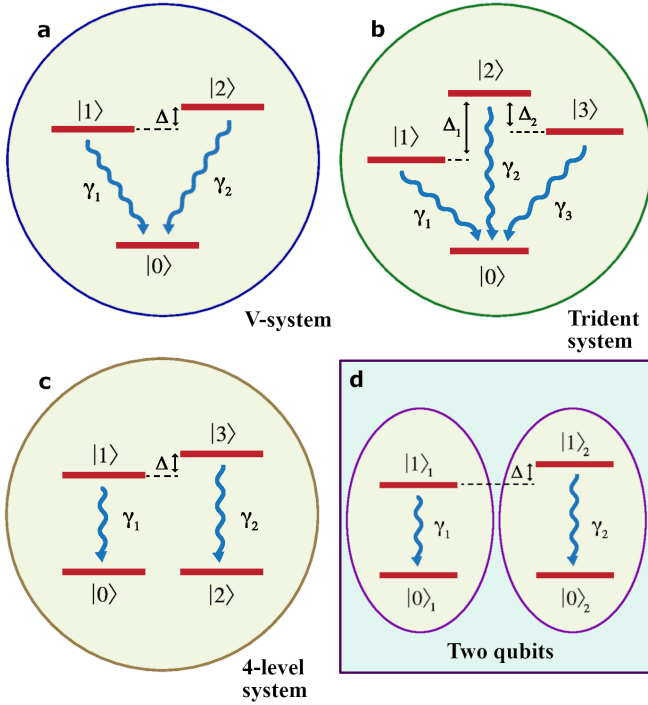 a
|2⟩
|1⟩
Δ
γ₁
γ₂
|0⟩
V-system
b
|2⟩
|3⟩
|1⟩
Δ₁
Δ₂
γ₁
γ₂
γ₃
|0⟩
Trident
system
c
|3⟩
|1⟩
Δ
γ₁
γ₂
|0⟩
|2⟩
4-level
system
d
|1⟩₂
|1⟩₁
Δ
γ₁
γ₂
|0⟩₁
|0⟩₂
Two qubits